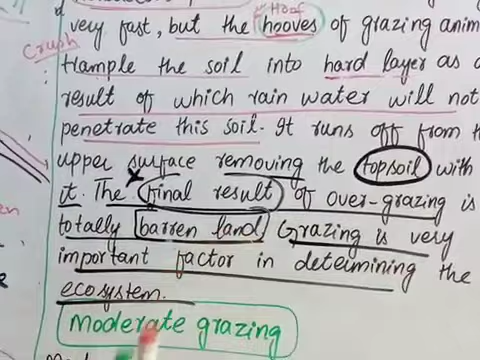 Hoof
very fast, but the hooves of grazing anim
Crush
Hample the soil into hard layer as a
result of which rain water will not
penetrate this soil. It runs off from th
upper surface removing the topsoil with
it. The final result of over-grazing is
totally barren land. Grazing is very
important factor in determining the
ecosystem.
moderate grazing